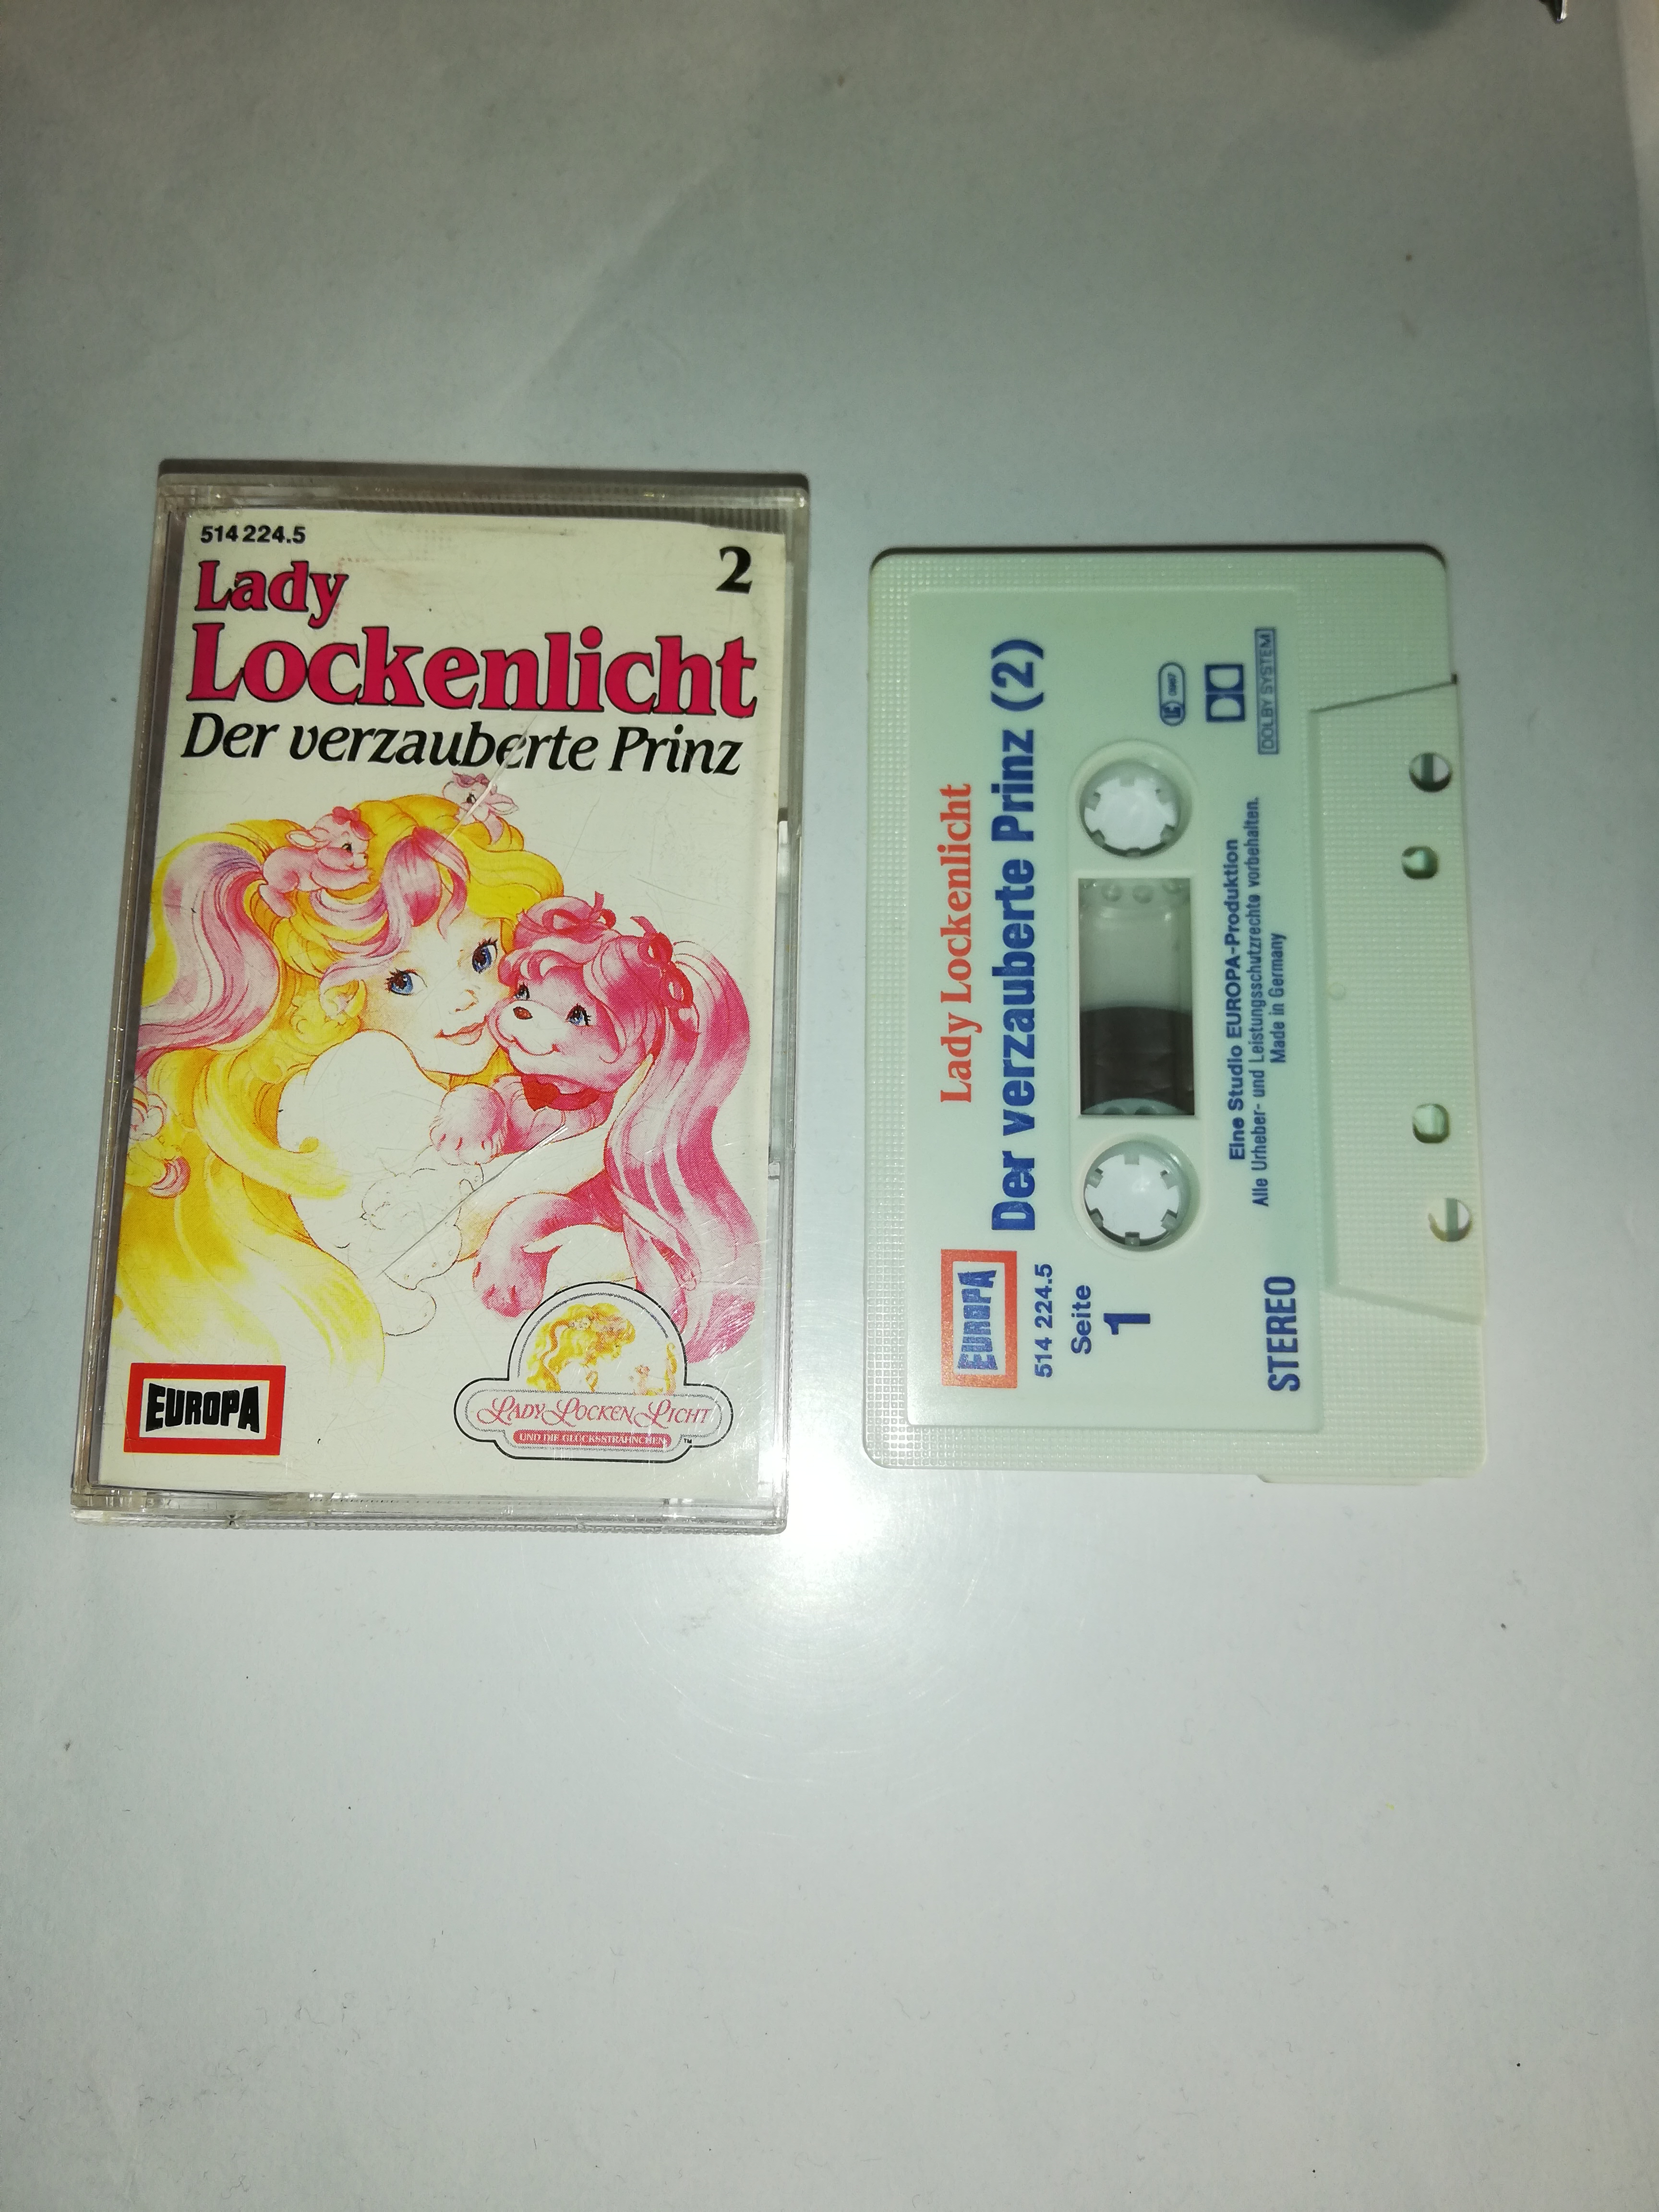 514 224.5
2
Lady
Lockenlicht
Der verzauberte Prinz
EUROPA
LADY LOCKEN LICHT
UND DIE GLÜCKSSTRÄHNCHEN
TM
Lady Lockenlicht
Der verzauberte Prinz (2)
EUROPA
514 224.5
Seite
1
LC
DOLBY SYSTEM
Eine Studio EUROPA-Produktion
Alle Urheber- und Leistungsschutzrechte vorbehalten.
Made in Germany
STEREO